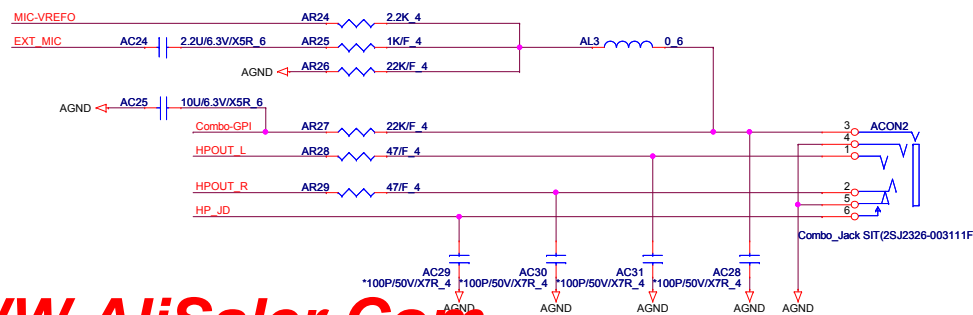 MIC-VREFO AR24 2.2K_4
EXT_MIC AC24 2.2U/6.3V/X5R_6 AR25 1K/F_4 AL3 0_6
AGND AR26 22K/F_4
AGND AC25 10U/6.3V/X5R_6
Combo-GPI AR27 22K/F_4 3 ACON2
4
HPOUT_L AR28 47/F_4 1
HPOUT_R AR29 47/F_4 2
5
HP_JD 6
Combo_Jack SIT(2SJ2326-003111F
AC29 AC30 AC31 AC28
*100P/50V/X7R_4 *100P/50V/X7R_4 *100P/50V/X7R_4 *100P/50V/X7R_4
AGND AGND AGND AGND AGND